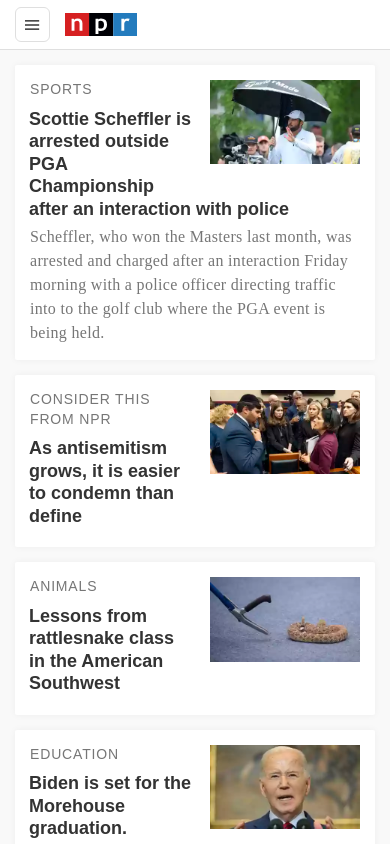 npr
SPORTS
Scottie Scheffler is
arrested outside
PGA
Championship
after an interaction with police
Scheffler, who won the Masters last month, was
arrested and charged after an interaction Friday
morning with a police officer directing traffic
into to the golf club where the PGA event is
being held.
CONSIDER THIS
FROM NPR
As antisemitism
grows, it is easier
to condemn than
define
ANIMALS
Lessons from
rattlesnake class
in the American
Southwest
EDUCATION
Biden is set for the
Morehouse
graduation.